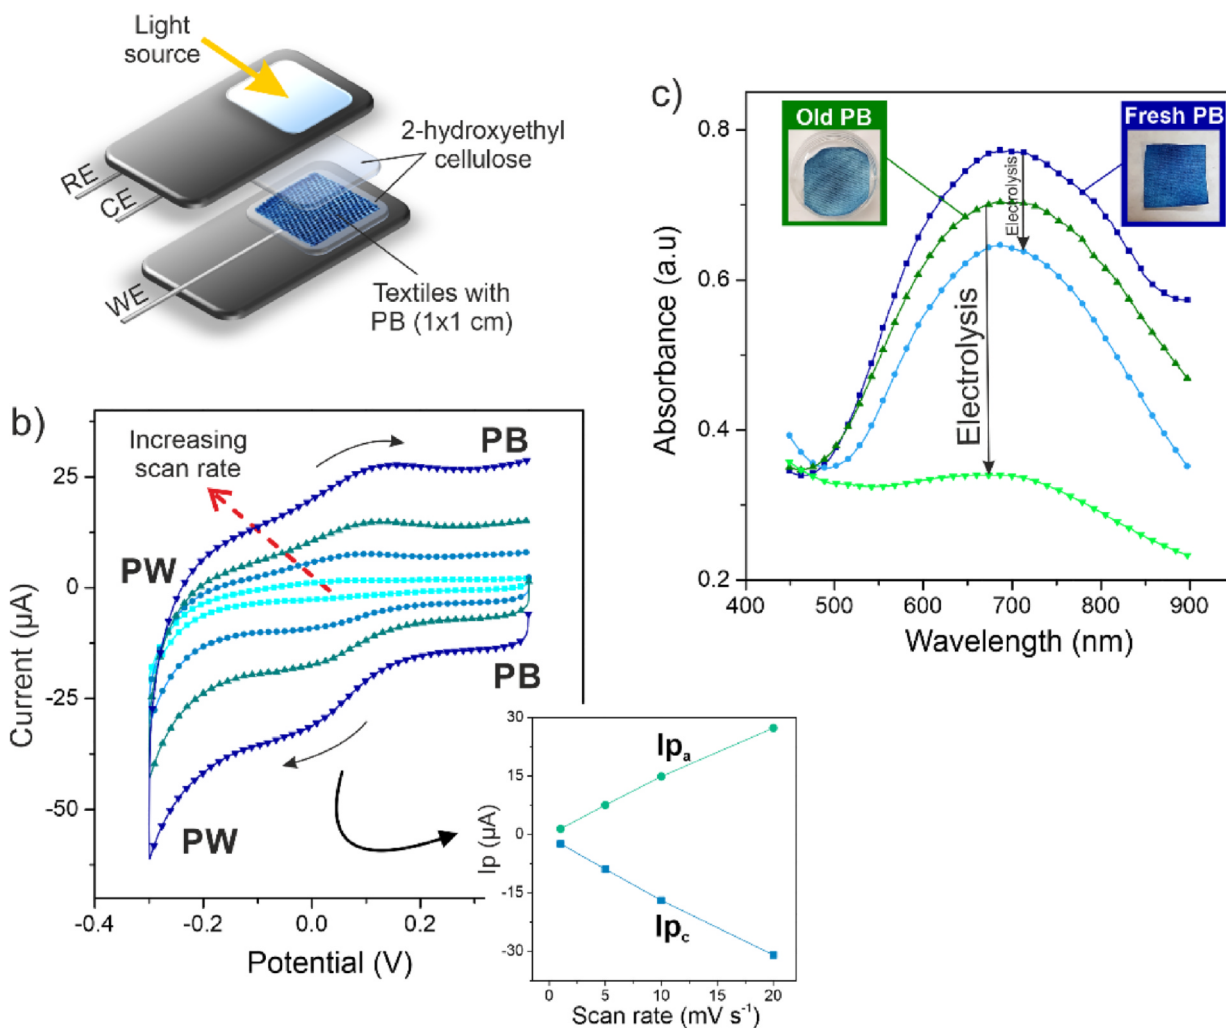 Light
source
2-hydroxyethyl
cellulose
RE
CE
WE
Textiles with
PB (1x1 cm)
b)
Increasing
scan rate
PB
PW
PB
PW
25
0
-25
-50
Current (µA)
-0.4
-0.2
0.0
0.2
Potential (V)
30
15
0
-15
-30
Ip (µA)
Ipa
Ipc
0
5
10
15
20
Scan rate (mV s⁻¹)
c)
Old PB
Fresh PB
Electrolysis
Electrolysis
0.8
0.6
0.4
0.2
Absorbance (a.u)
400
500
600
700
800
900
Wavelength (nm)